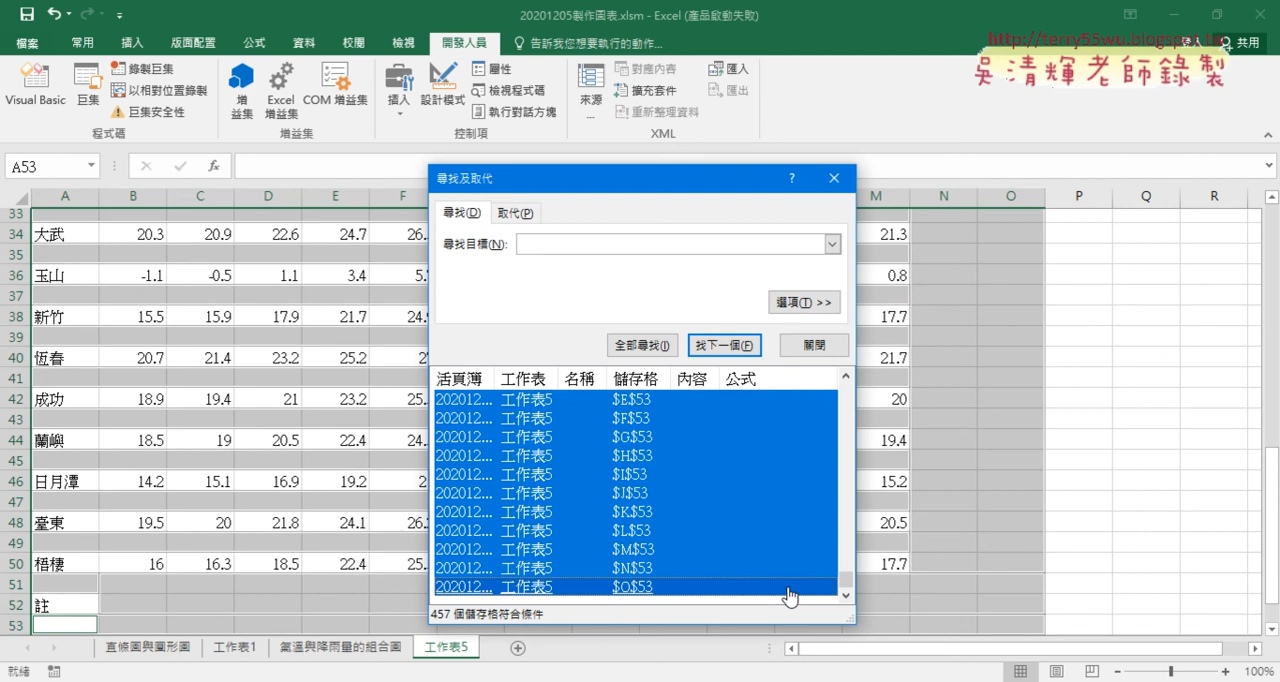 20201205製作圖表.xlsm - Excel (產品啟動失敗)
http://terry55wu.blogspot.tw
吳清輝老師錄製
檔案 常用 插入 版面配置 公式 資料 校閱 檢視 開發人員 告訴我您想要執行的動作... 共用
Visual Basic 巨集 錄製巨集 以相對位置錄製 巨集安全性 程式碼
增益集 Excel 增益集 COM 增益集 增益集
插入 設計模式 屬性 檢視程式碼 執行對話方塊 控制項
來源... 對應內容 擴充套件 重新整理資料 匯入 匯出 XML
A53 fx
A B C D E F M N O P Q R
33
34 大武 20.3 20.9 22.6 24.7 26. 21.3
35
36 玉山 -1.1 -0.5 1.1 3.4 5. 0.8
37
38 新竹 15.5 15.9 17.9 21.7 24. 17.7
39
40 恆春 20.7 21.4 23.2 25.2 2 21.7
41
42 成功 18.9 19.4 21 23.2 25. 20
43
44 蘭嶼 18.5 19 20.5 22.4 24. 19.4
45
46 日月潭 14.2 15.1 16.9 19.2 2 15.2
47
48 臺東 19.5 20 21.8 24.1 26. 20.5
49
50 梧棲 16 16.3 18.5 22.4 25. 17.7
51
52 註
53
尋找及取代 ?
尋找(D) 取代(P)
尋找目標(N):
選項(T) >>
全部尋找(I) 找下一個(F) 關閉
活頁簿 工作表 名稱 儲存格 內容 公式
202012... 工作表5 $E$53
202012... 工作表5 $F$53
202012... 工作表5 $G$53
202012... 工作表5 $H$53
202012... 工作表5 $I$53
202012... 工作表5 $J$53
202012... 工作表5 $K$53
202012... 工作表5 $L$53
202012... 工作表5 $M$53
202012... 工作表5 $N$53
202012... 工作表5 $O$53
457 個儲存格符合條件
直條圖與圖形圖 工作表1 氣溫與降雨量的組合圖 工作表5
就緒 100%